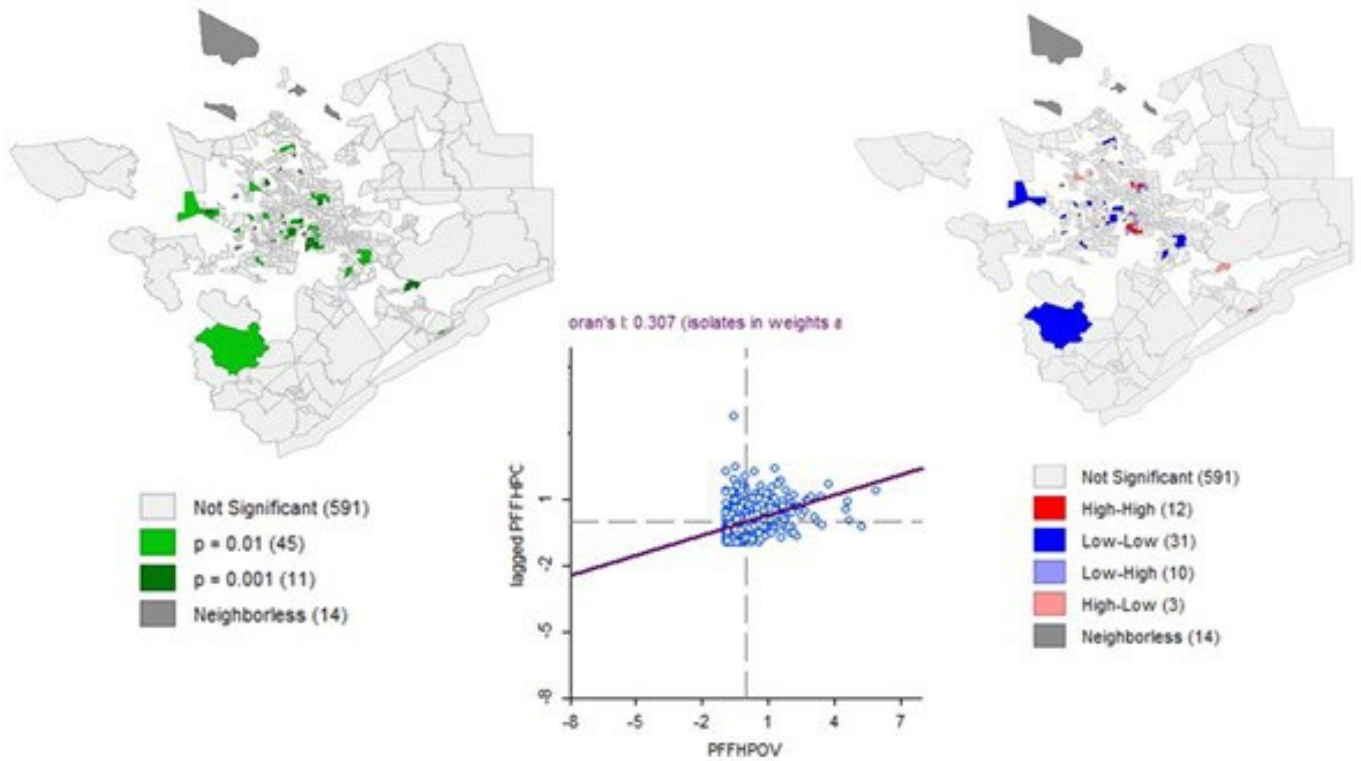 oran's I: 0.307 (isolates in weights a
lagged PFFHPC
1
-2
-5
-8
-8 -5 -2 1 4 7
PFFHPOV
Not Significant (591)
p = 0.01 (45)
p = 0.001 (11)
Neighborless (14)
Not Significant (591)
High-High (12)
Low-Low (31)
Low-High (10)
High-Low (3)
Neighborless (14)